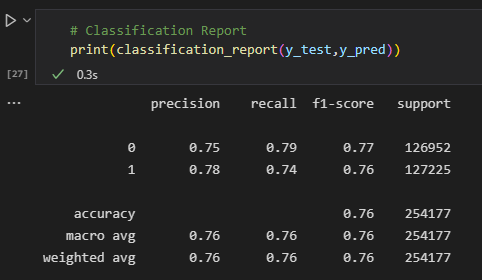 # Classification Report
print(classification_report(y_test,y_pred))
[27] 0.3s
... precision recall f1-score support
0 0.75 0.79 0.77 126952
1 0.78 0.74 0.76 127225
accuracy 0.76 254177
macro avg 0.76 0.76 0.76 254177
weighted avg 0.76 0.76 0.76 254177